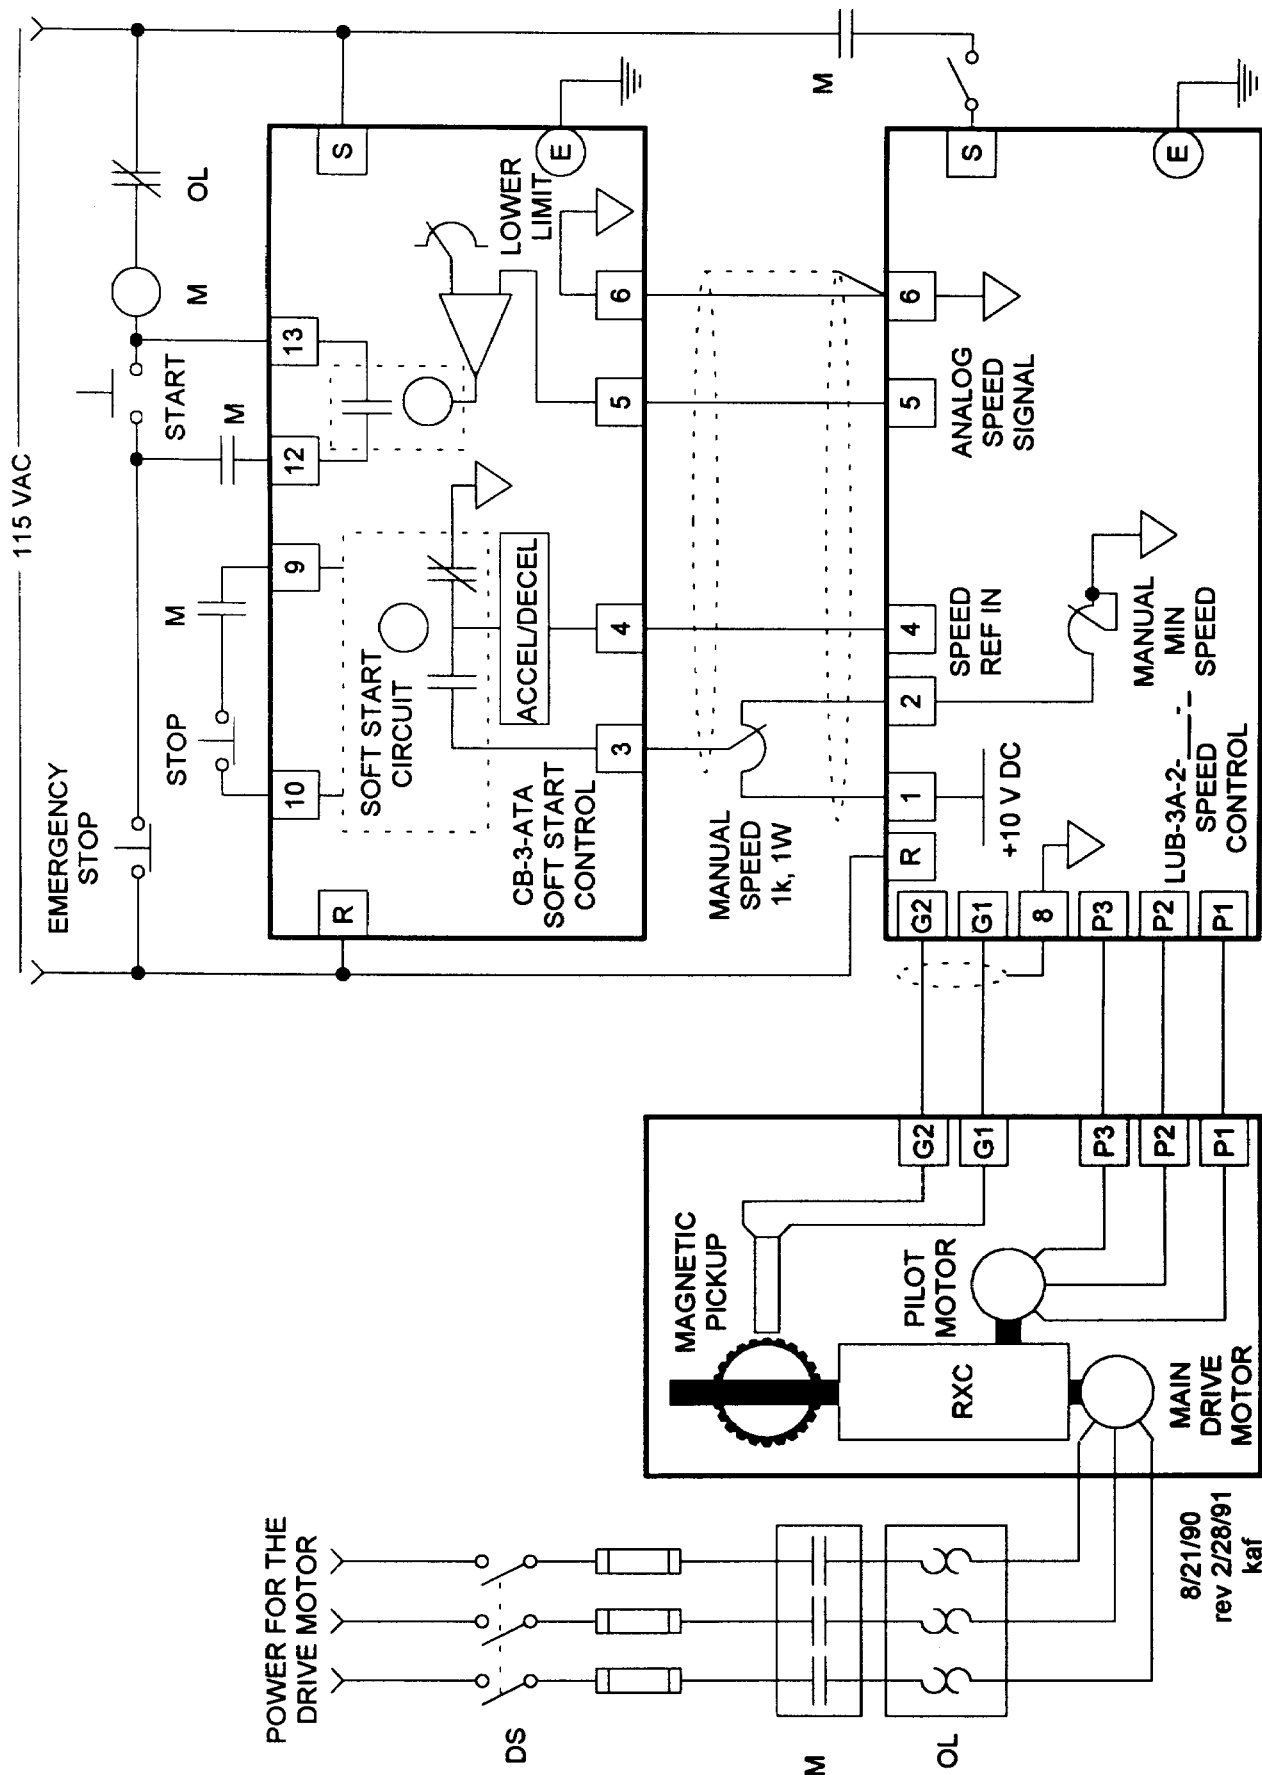 115 VAC
EMERGENCY
STOP
START
M
OL
STOP
M
M
R
10
9
12
13
S
SOFT START
CIRCUIT
ACCEL/DECEL
LOWER
LIMIT
E
CB-3-ATA
SOFT START
CONTROL
3
4
5
6
M
MANUAL
SPEED
1k, 1W
R
1
2
4
5
6
S
+10 V DC
SPEED
REF IN
ANALOG
SPEED
SIGNAL
E
MANUAL
MIN
SPEED
LUB-3A-2-__-_
SPEED
CONTROL
G2
G1
8
P3
P2
P1
G2
G1
P3
P2
P1
MAGNETIC
PICKUP
PILOT
MOTOR
RXC
MAIN
DRIVE
MOTOR
POWER FOR THE
DRIVE MOTOR
DS
M
OL
8/21/90
rev 2/28/91
kaf